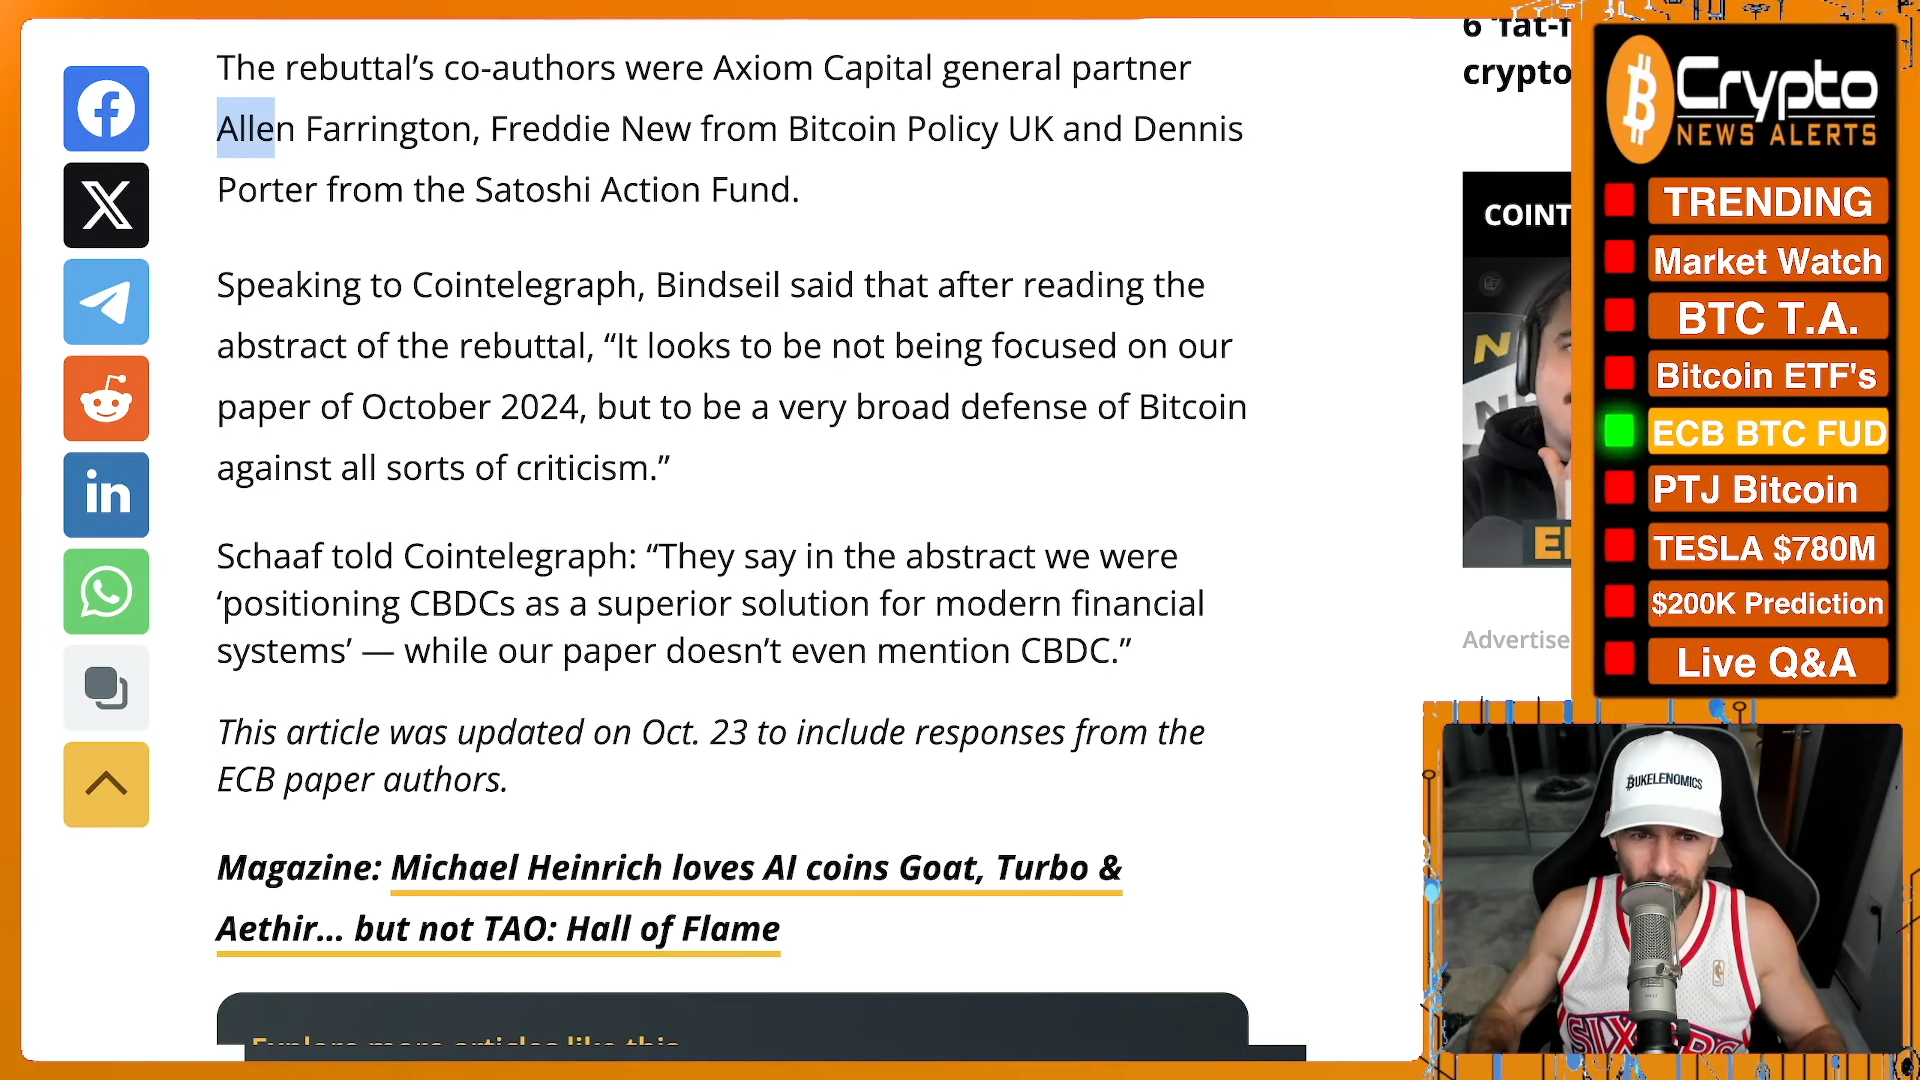 The rebuttal’s co-authors were Axiom Capital general partner
Allen Farrington, Freddie New from Bitcoin Policy UK and Dennis
Porter from the Satoshi Action Fund.
Speaking to Cointelegraph, Bindseil said that after reading the
abstract of the rebuttal, “It looks to be not being focused on our
paper of October 2024, but to be a very broad defense of Bitcoin
against all sorts of criticism.”
Schaaf told Cointelegraph: “They say in the abstract we were
‘positioning CBDCs as a superior solution for modern financial
systems’ — while our paper doesn’t even mention CBDC.”
This article was updated on Oct. 23 to include responses from the
ECB paper authors.
Magazine: Michael Heinrich loves AI coins Goat, Turbo &
Aethir… but not TAO: Hall of Flame
Explore more articles like this
crypto
COINT
Advertise
Crypto
NEWS ALERTS
TRENDING
Market Watch
BTC T.A.
Bitcoin ETF's
ECB BTC FUD
PTJ Bitcoin
TESLA $780M
$200K Prediction
Live Q&A
BUKELENOMICS
SIXERS